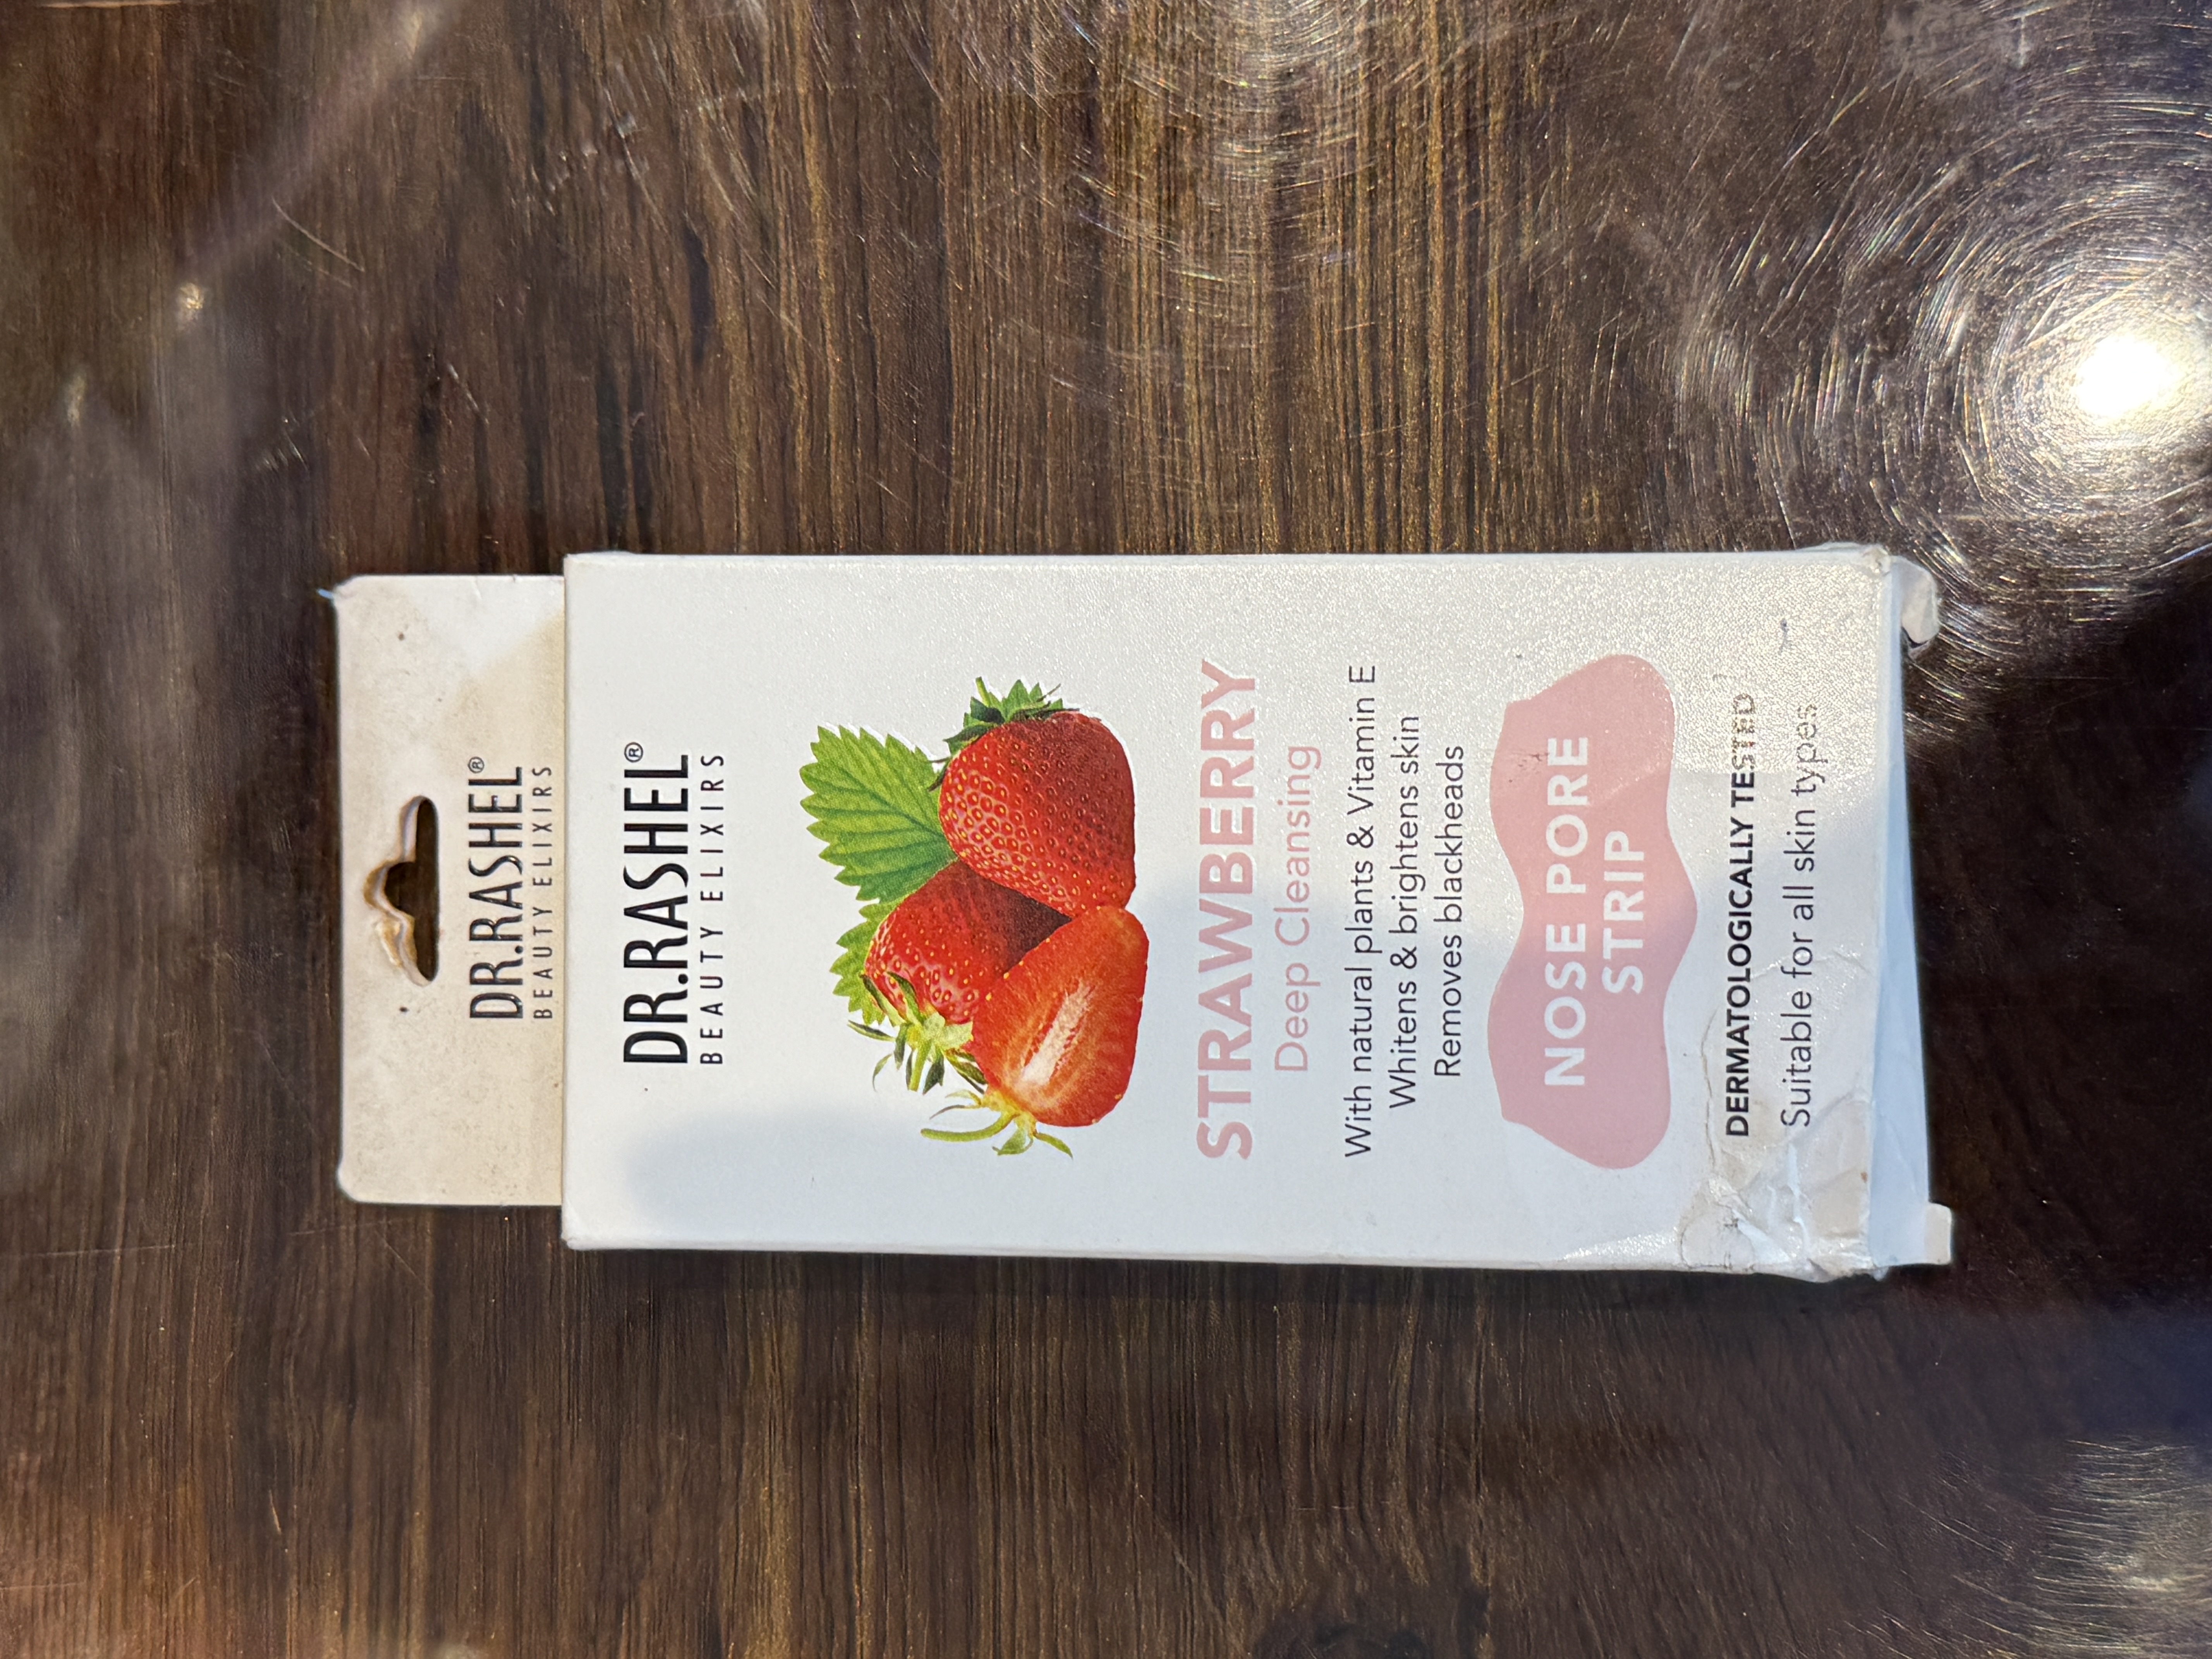 DR.RASHEL®
BEAUTY ELIXIRS
DR.RASHEL®
BEAUTY ELIXIRS
STRAWBERRY
Deep Cleansing
With natural plants & Vitamin E
Whitens & brightens skin
Removes blackheads
NOSE PORE
STRIP
DERMATOLOGICALLY TESTED
Suitable for all skin types